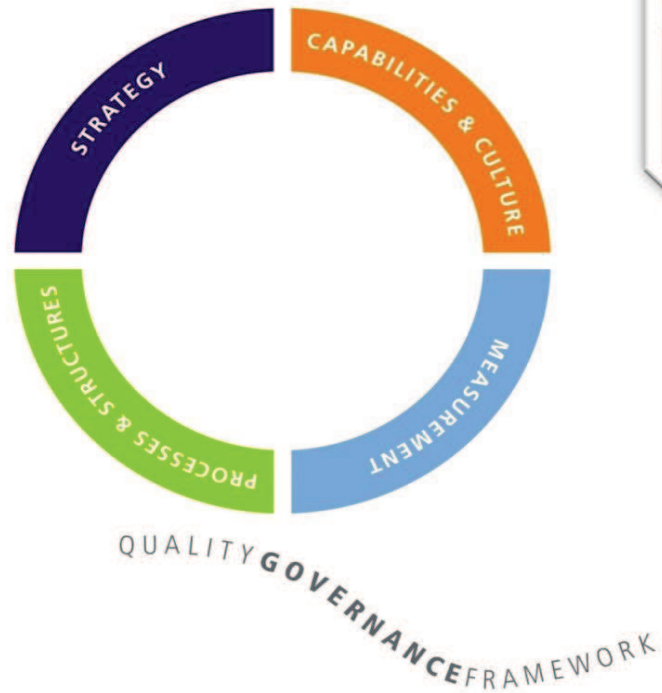 STRATEGY
CAPABILITIES & CULTURE
MEASUREMENT
PROCESSES & STRUCTURES
QUALITYGOVERNANCEFRAMEWORK